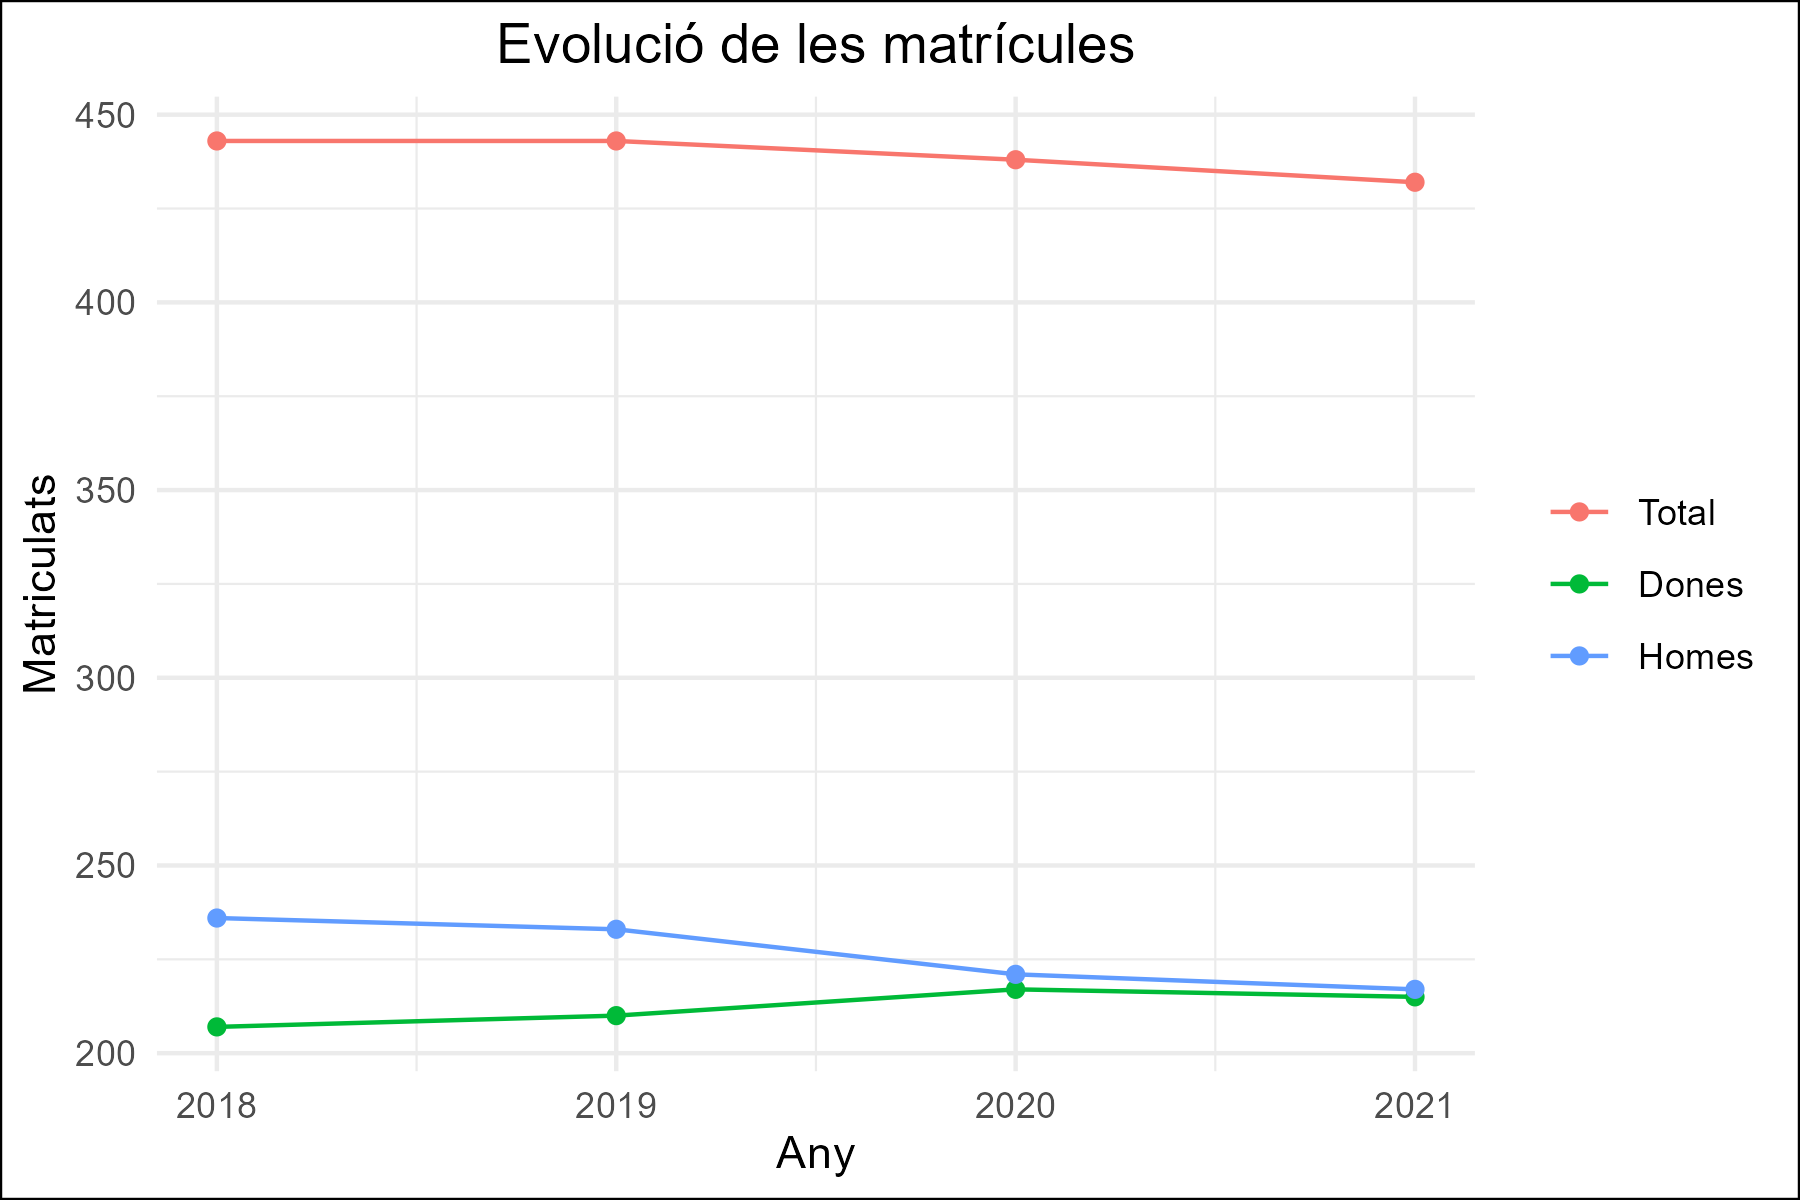 Evolució de les matrícules
450
400
350
300
250
200
Matriculats
2018 2019 2020 2021
Any
Total
Dones
Homes